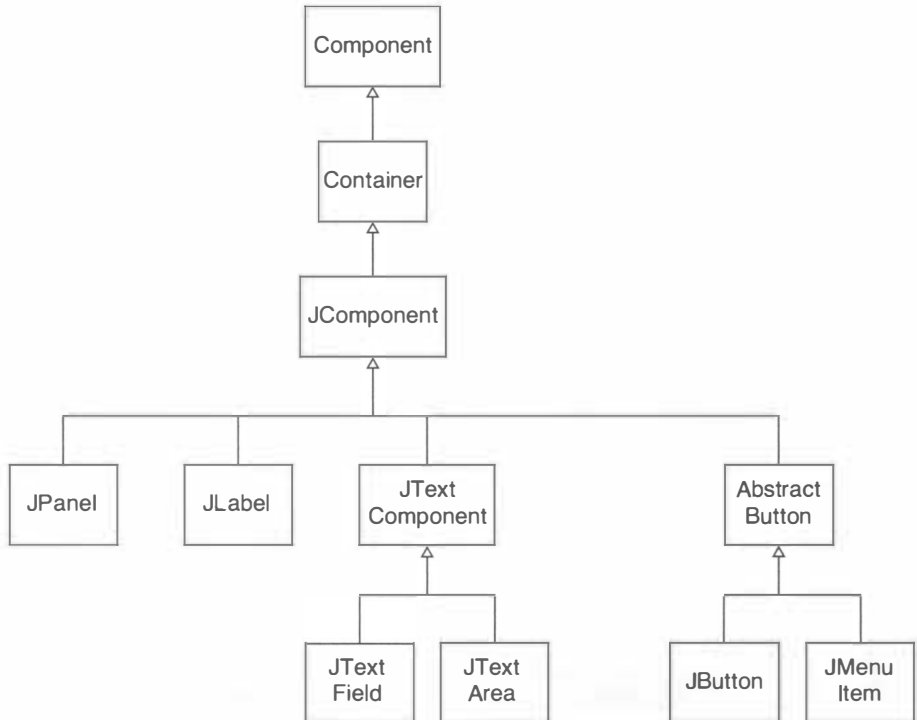 Component
Container
JComponent
JPanel
JLabel
JText
Component
Abstract
Button
JText
Field
JText
Area
JButton
JMenu
Item